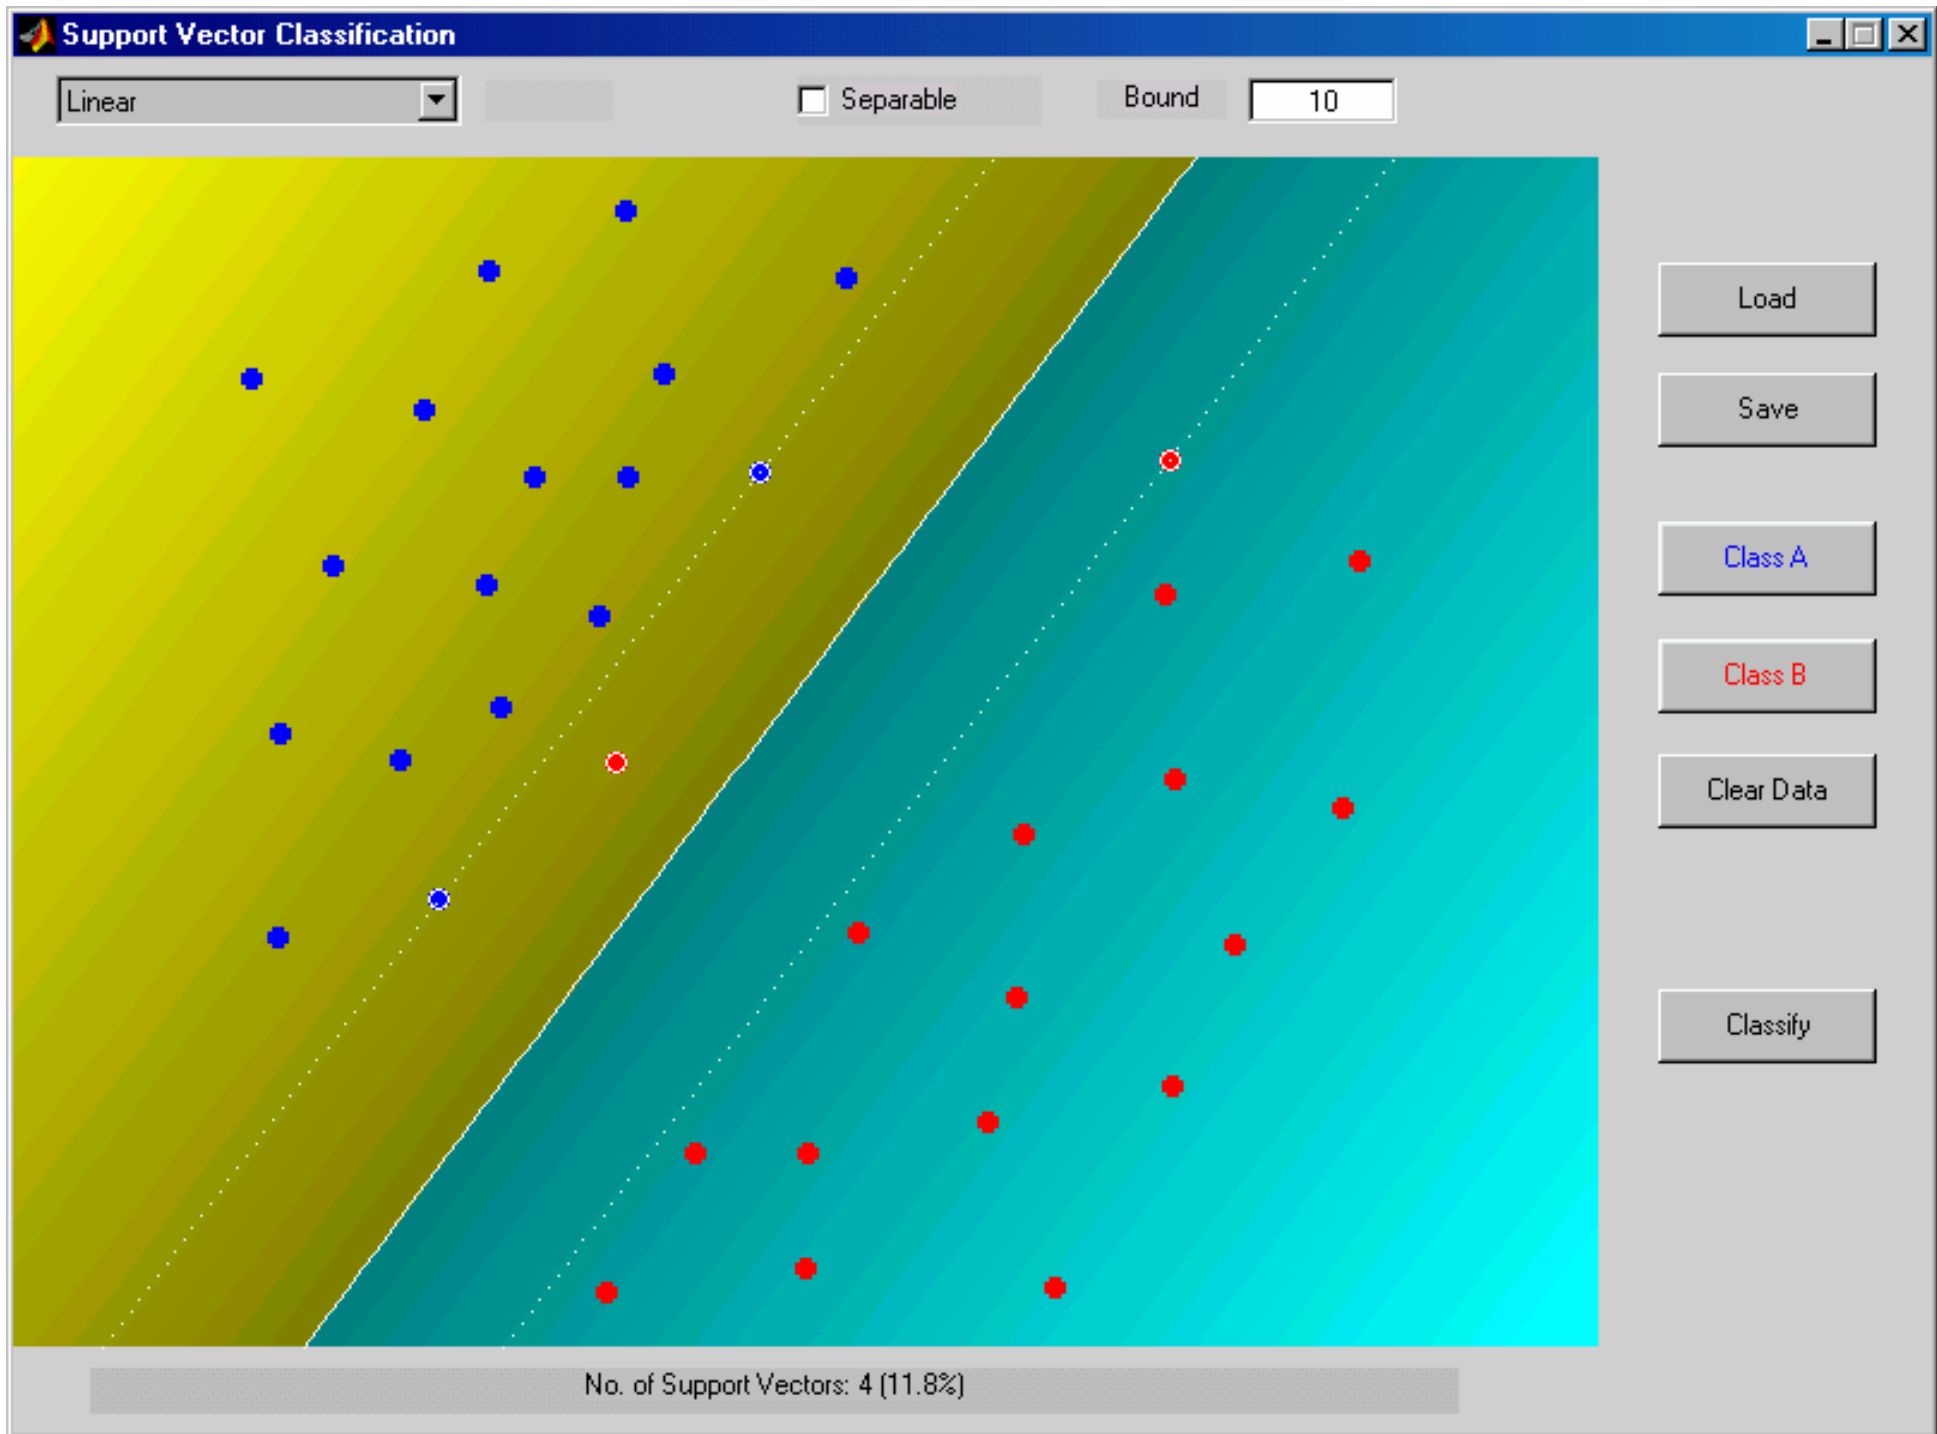 Support Vector Classification
Linear
Separable
Bound
10
Load
Save
Class A
Class B
Clear Data
Classify
No. of Support Vectors: 4 (11.8%)